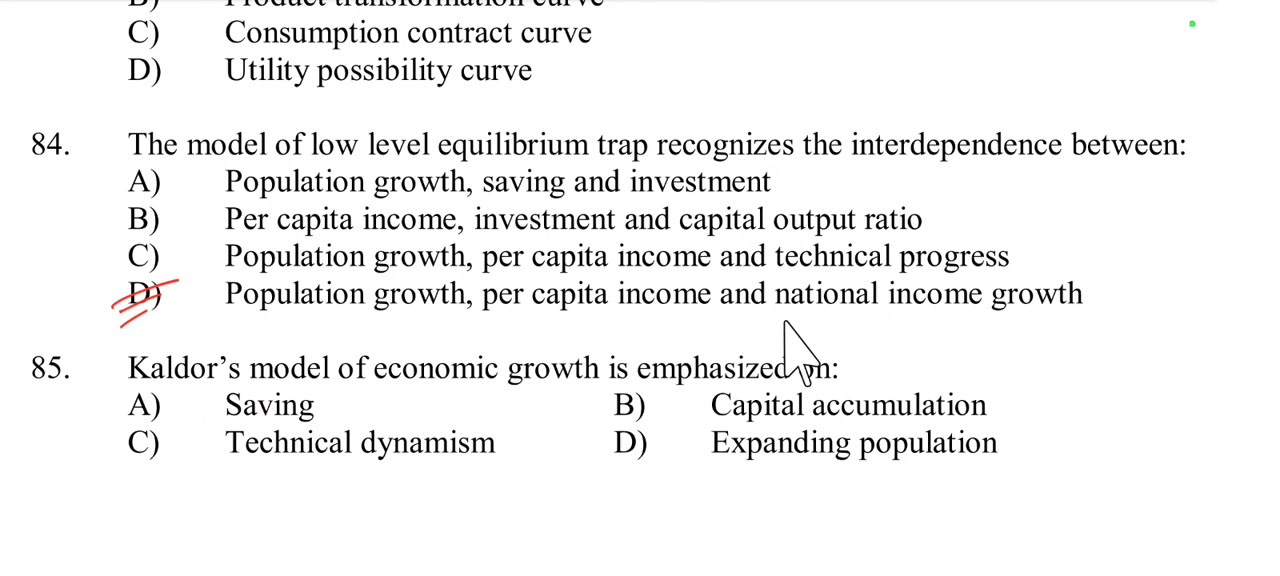 B) Product transformation curve
C) Consumption contract curve
D) Utility possibility curve
84. The model of low level equilibrium trap recognizes the interdependence between:
A) Population growth, saving and investment
B) Per capita income, investment and capital output ratio
C) Population growth, per capita income and technical progress
D) Population growth, per capita income and national income growth
85. Kaldor’s model of economic growth is emphasized on:
A) Saving B) Capital accumulation
C) Technical dynamism D) Expanding population